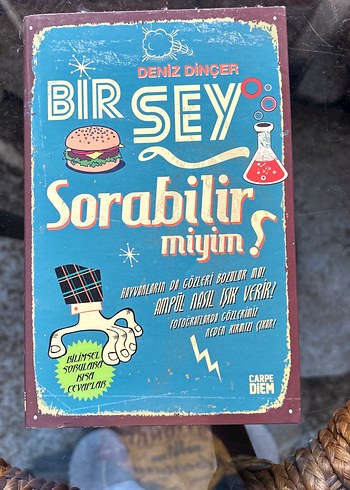 DENİZ DİNÇER
BİR ŞEY
Sorabilir
miyim?
HAYVANLARIN DA GÖZLERİ BOZULUR MU?
AMPUL NASIL IŞIK VERİR?
FOTOĞRAFLARDA GÖZLERİMİZ
NEDEN KIRMIZI ÇIKAR?
BİLİMSEL
SORULARA
KISA
CEVAPLAR
CARPE
DIEM